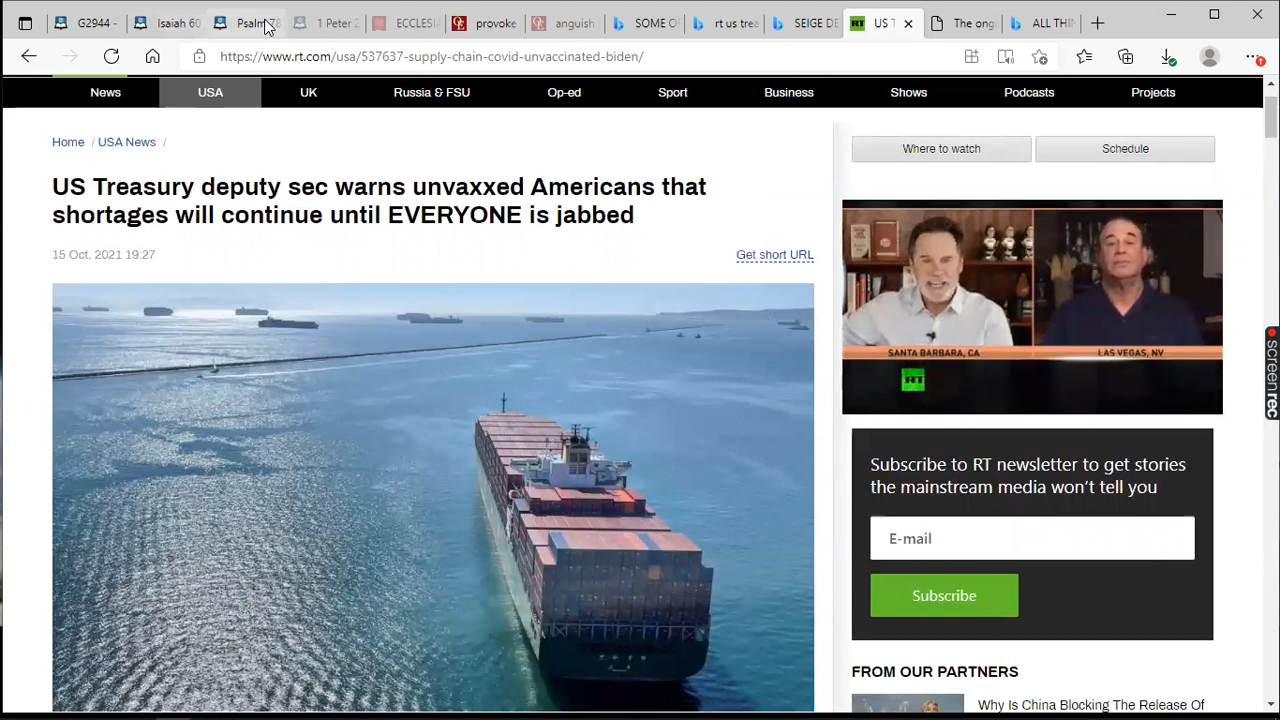 G2944 -
Isaiah 60
Psalm 78
1 Peter 2
ECCLESIA
provoke
anguish
SOME O
rt us trea
SEIGE DE
US T
The ong
ALL THI
https://www.rt.com/usa/537637-supply-chain-covid-unvaccinated-biden/
News
USA
UK
Russia & FSU
Op-ed
Sport
Business
Shows
Podcasts
Projects
Home / USA News /
US Treasury deputy sec warns unvaxxed Americans that
shortages will continue until EVERYONE is jabbed
15 Oct, 2021 19:27
Get short URL
Where to watch
Schedule
SANTA BARBARA, CA
LAS VEGAS, NV
RT
Subscribe to RT newsletter to get stories
the mainstream media won't tell you
E-mail
Subscribe
FROM OUR PARTNERS
Why Is China Blocking The Release Of
screenrec